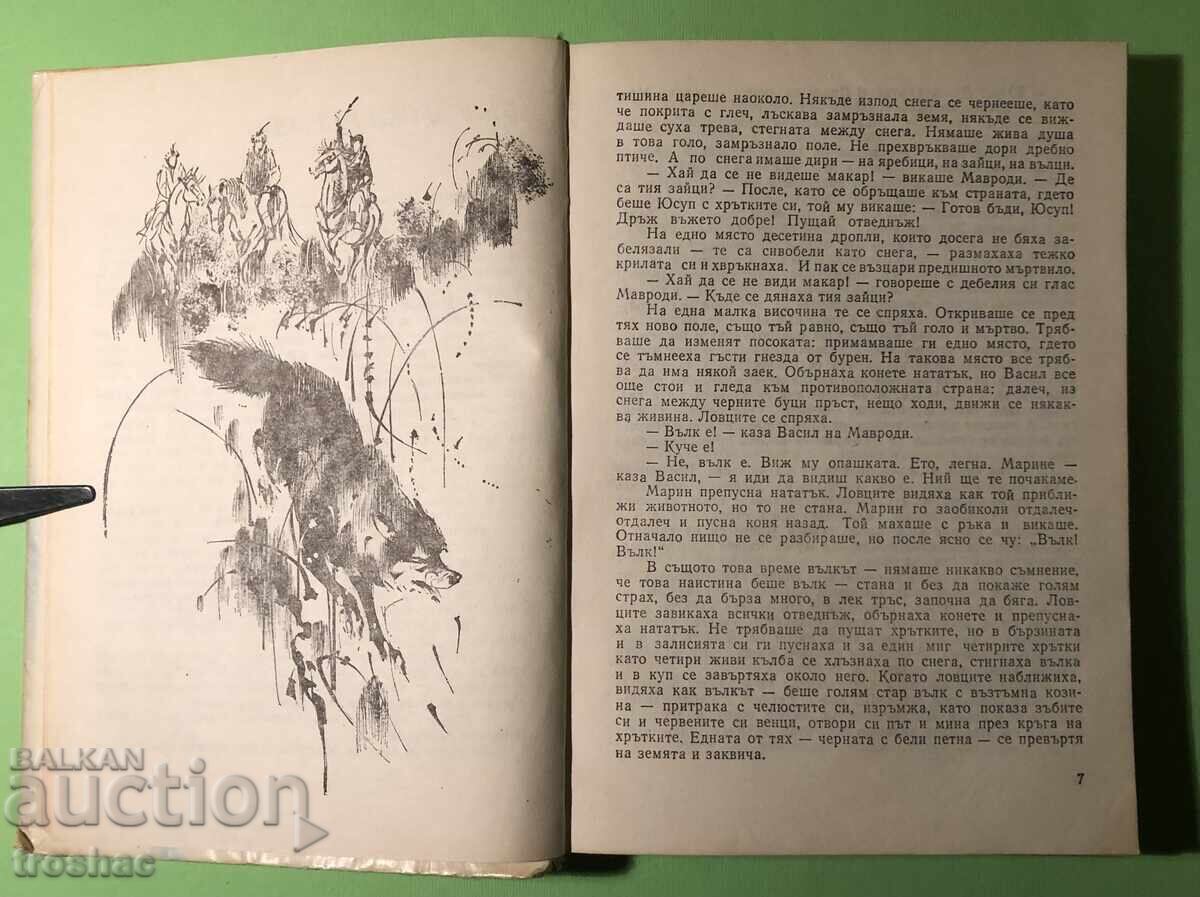 тишина цареше наоколо. Някъде изпод снега се чернееше, като
че покрита с глеч, лъскава замръзнала земя, някъде се виж-
даше суха трева, стегната между снега. Нямаше жива душа
в това голо, замръзнало поле. Не прехвръкваше дори дребно
птиче. А по снега имаше дири — на яребици, на зайци, на вълци.
— Хай да се не видеше макар! — викаше Мавроди. — Де
са тия зайци? — После, като се обръщаше към страната, гдето
беше Юсуп с хрътките си, той му викаше: — Готов бъди, Юсуп!
Дръж въжето добре! Пущай отведнъж!
На едно място десетина дропли, които досега не бяха за-
белязали — те са сивобели като снега, — размахаха тежко
крилата си и хвръкнаха. И пак се възцари предишното мъртвило.
— Хай да се не види макар! — говореше с дебелия си глас
Мавроди. — Къде се дянаха тия зайци?
На една малка височина те се спряха. Откриваше се пред
тях ново поле, също тъй равно, също тъй голо и мъртво. Тряб-
ваше да изменят посоката: примамваше ги едно място, гдето
се тъмнееха гъсти гнезда от бурен. На такова място все тряб-
ва да има някой заек. Обърнаха конете нататък, но Васил все
още стои и гледа към противоположната страна: далеч, из
снега между черните буци пръст, нещо ходи, движи се някак-
ва живина. Ловците се спряха.
— Вълк е! — каза Васил на Мавроди.
— Куче е!
— Не, вълк е. Виж му опашката. Ето, легна. Марине —
каза Васил, — я иди да видиш какво е. Ний ще те почакаме.
Марин препусна нататък. Ловците видяха как той приближи
жи животното, но то не стана. Марин го заобиколи отдалеч-
отдалеч и пусна коня назад. Той махаше с ръка и викаше.
Отначало нищо не се разбираше, но после ясно се чу: „Вълк!
Вълк!“
В същото това време вълкът — нямаше никакво съмнение,
че това наистина беше вълк — стана и без да покаже голям
страх, без да бърза много, в лек тръс, започна да бяга. Лов-
ците завикаха всички отведнъж, обърнаха конете и препусна-
ха нататък. Не трябваше да пущат хрътките, но в бързината
и в залисията си ги пуснаха и за един миг четирите хрътки
като четири живи кълба се хлъзнаха по снега, стигнаха вълка
и в куп се завъртяха около него. Когато ловците наближиха,
видяха как вълкът — беше голям стар вълк с възтъмна кози-
на — притрака с челюстите си, изръмжа, като показа зъбите
си и червените си венци, отвори си път и мина през кръга на
хрътките. Едната от тях — черната с бели петна — се превъртя
на земята и заквича.
7
BALKAN
auction
troshac